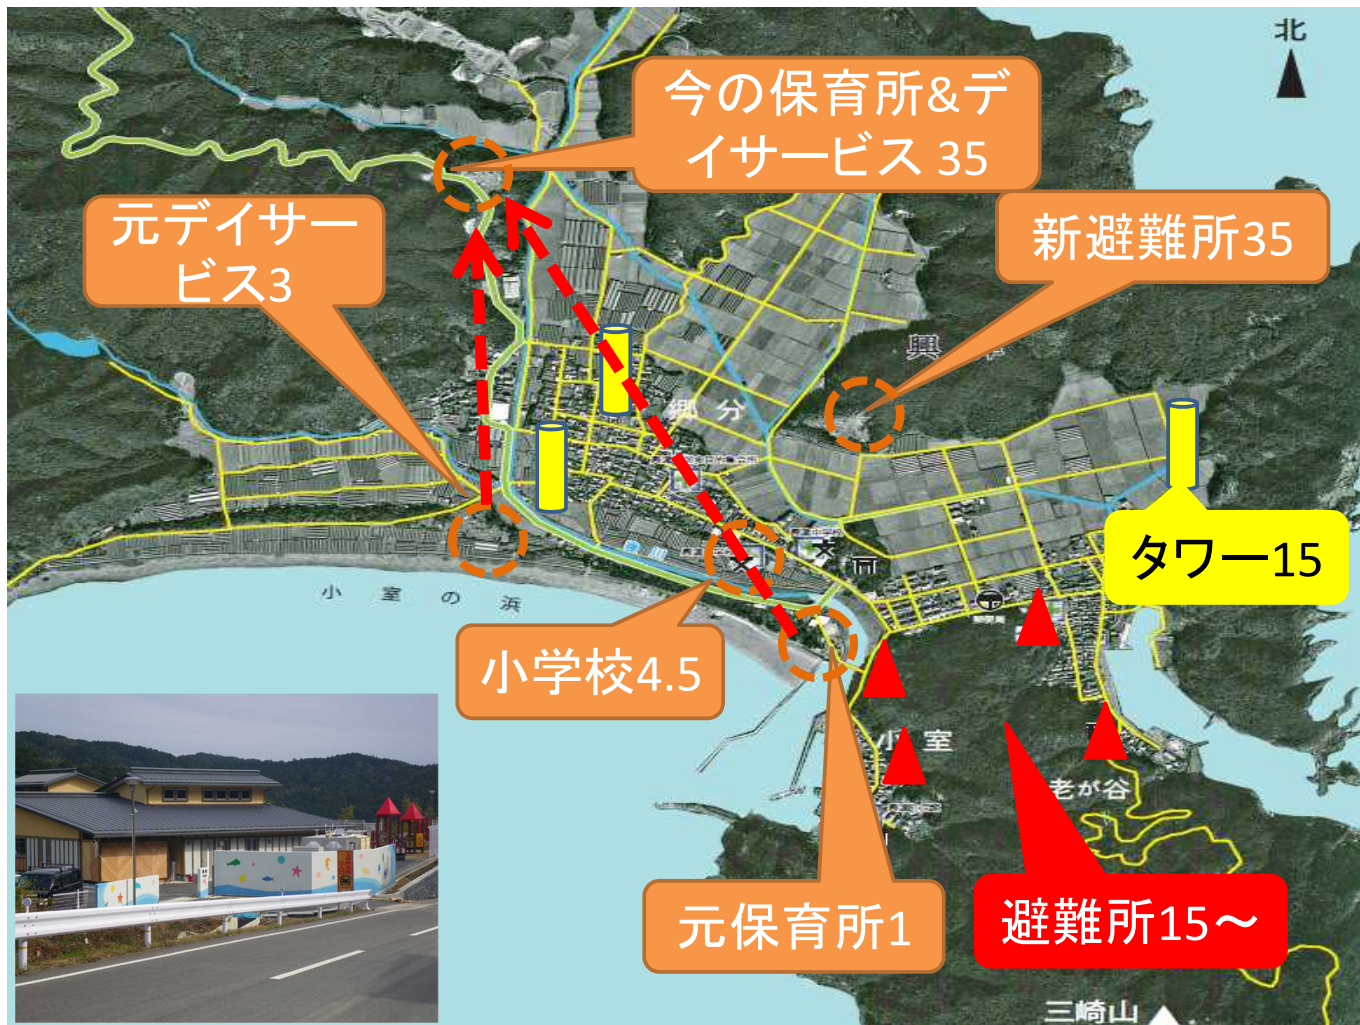 北
今の保育所&デ
イサービス 35
元デイサー
ビス3
新避難所35
郷 分
タワー15
小 室 の 浜
小学校4.5
小 室
老が谷
元保育所1
避難所15～
三崎山